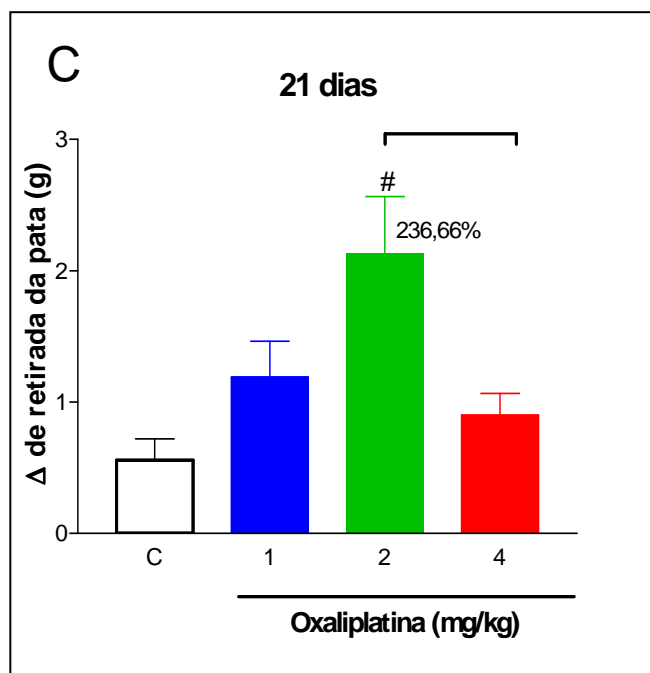 C
21 dias
Δ de retirada da pata (g)
3
2
1
0
#
236,66%
C 1 2 4
Oxaliplatina (mg/kg)